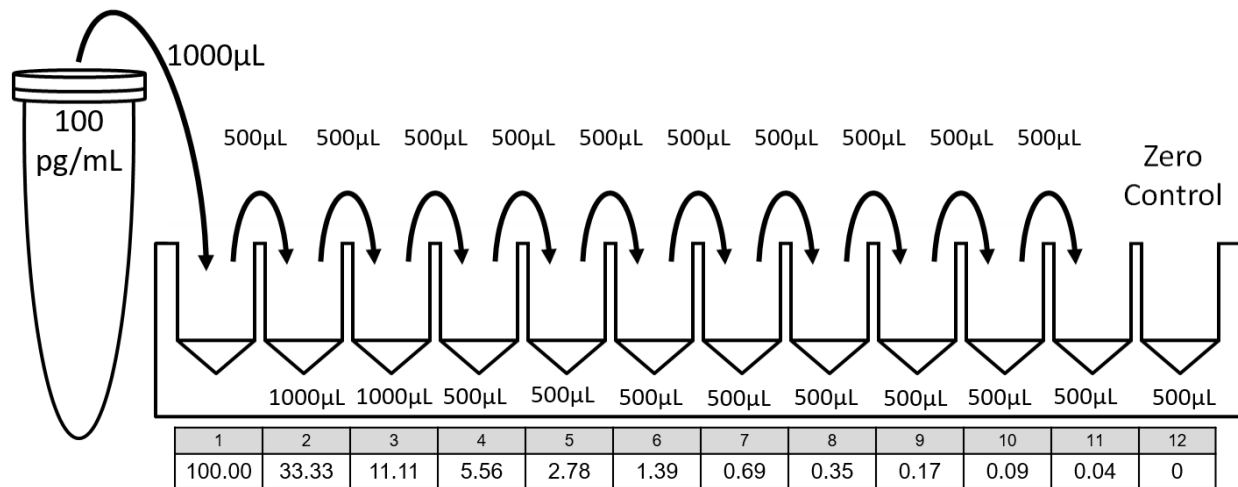 1000µL
100
pg/mL
500µL 500µL 500µL 500µL 500µL 500µL 500µL 500µL 500µL 500µL
Zero
Control
1000µL 1000µL 500µL 500µL 500µL 500µL 500µL 500µL 500µL 500µL 500µL
1 2 3 4 5 6 7 8 9 10 11 12
100.00 33.33 11.11 5.56 2.78 1.39 0.69 0.35 0.17 0.09 0.04 0